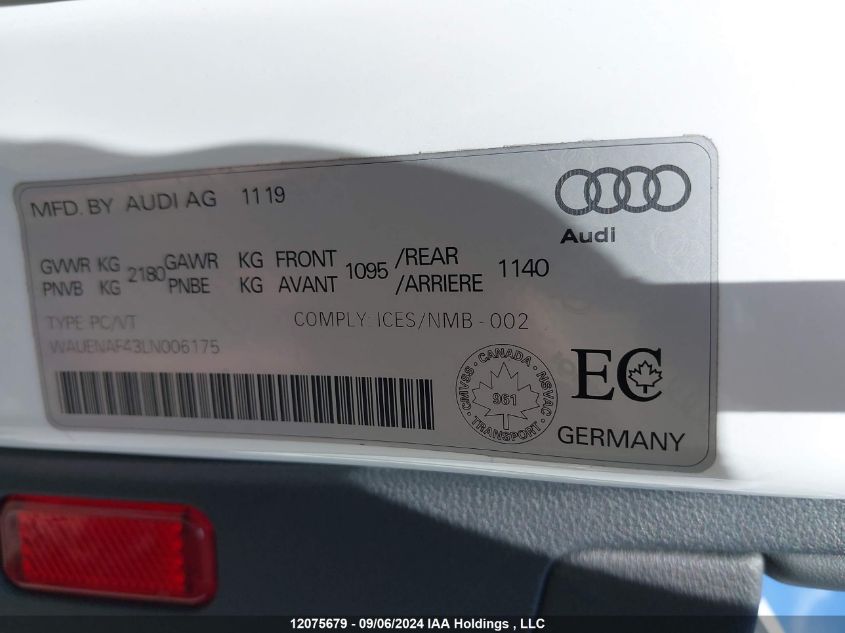 MFD. BY AUDI AG 1119
Audi
GVWR KG 2180 GAWR KG FRONT 1095 /REAR 1140
PNVB KG PNBE KG AVANT /ARRIERE
TYPE: PC/VT COMPLY: ICES/NMB - 002
WAUENAF43LN006175
CANADA
CMVSS · NSVAC
961
TRANSPORT
EC
GERMANY
12075679 - 09/06/2024 IAA Holdings , LLC